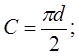 C = πd/2;